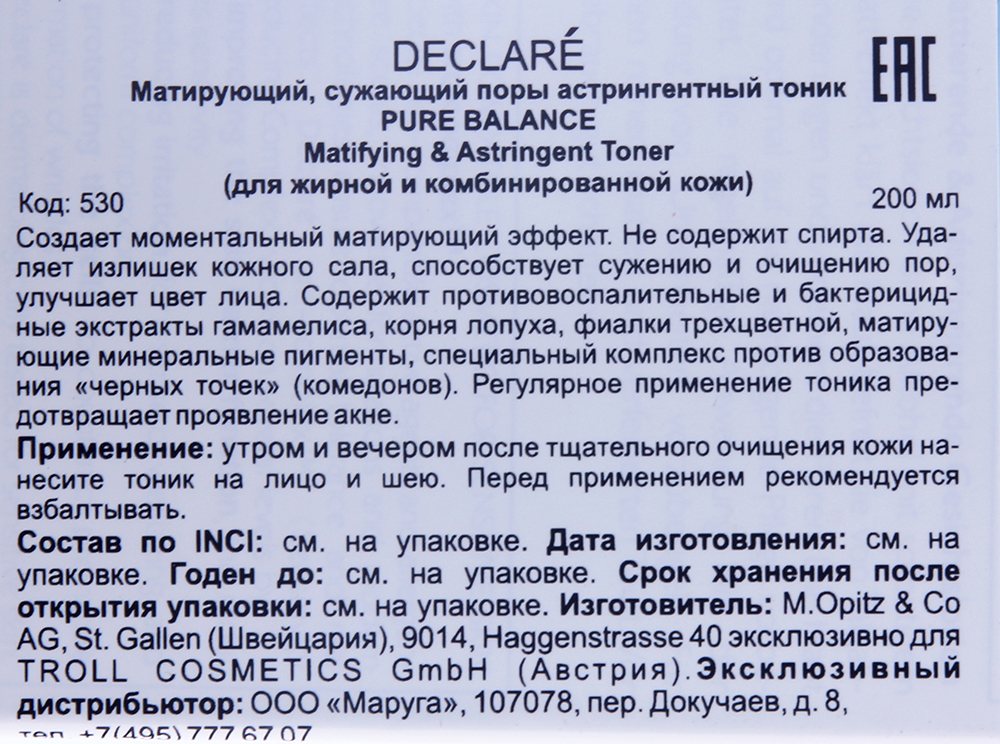 DECLARÉ
EAC
Матирующий, сужающий поры астрингентный тоник
PURE BALANCE
Matifying & Astringent Toner
(для жирной и комбинированной кожи)
Код: 530 200 мл
Создает моментальный матирующий эффект. Не содержит спирта. Уда-
ляет излишек кожного сала, способствует сужению и очищению пор,
улучшает цвет лица. Содержит противовоспалительные и бактерицид-
ные экстракты гамамелиса, корня лопуха, фиалки трехцветной, матиру-
ющие минеральные пигменты, специальный комплекс против образова-
ния «черных точек» (комедонов). Регулярное применение тоника пре-
дотвращает проявление акне.
Применение: утром и вечером после тщательного очищения кожи на-
несите тоник на лицо и шею. Перед применением рекомендуется
взбалтывать.
Состав по INCI: см. на упаковке. Дата изготовления: см. на
упаковке. Годен до: см. на упаковке. Срок хранения после
открытия упаковки: см. на упаковке. Изготовитель: M.Opitz & Co
AG, St. Gallen (Швейцария), 9014, Haggenstrasse 40 эксклюзивно для
TROLL COSMETICS GmbH (Австрия). Эксклюзивный
дистрибьютор: ООО «Маруга», 107078, пер. Докучаев, д. 8,
тел. +7(495) 777 67 07